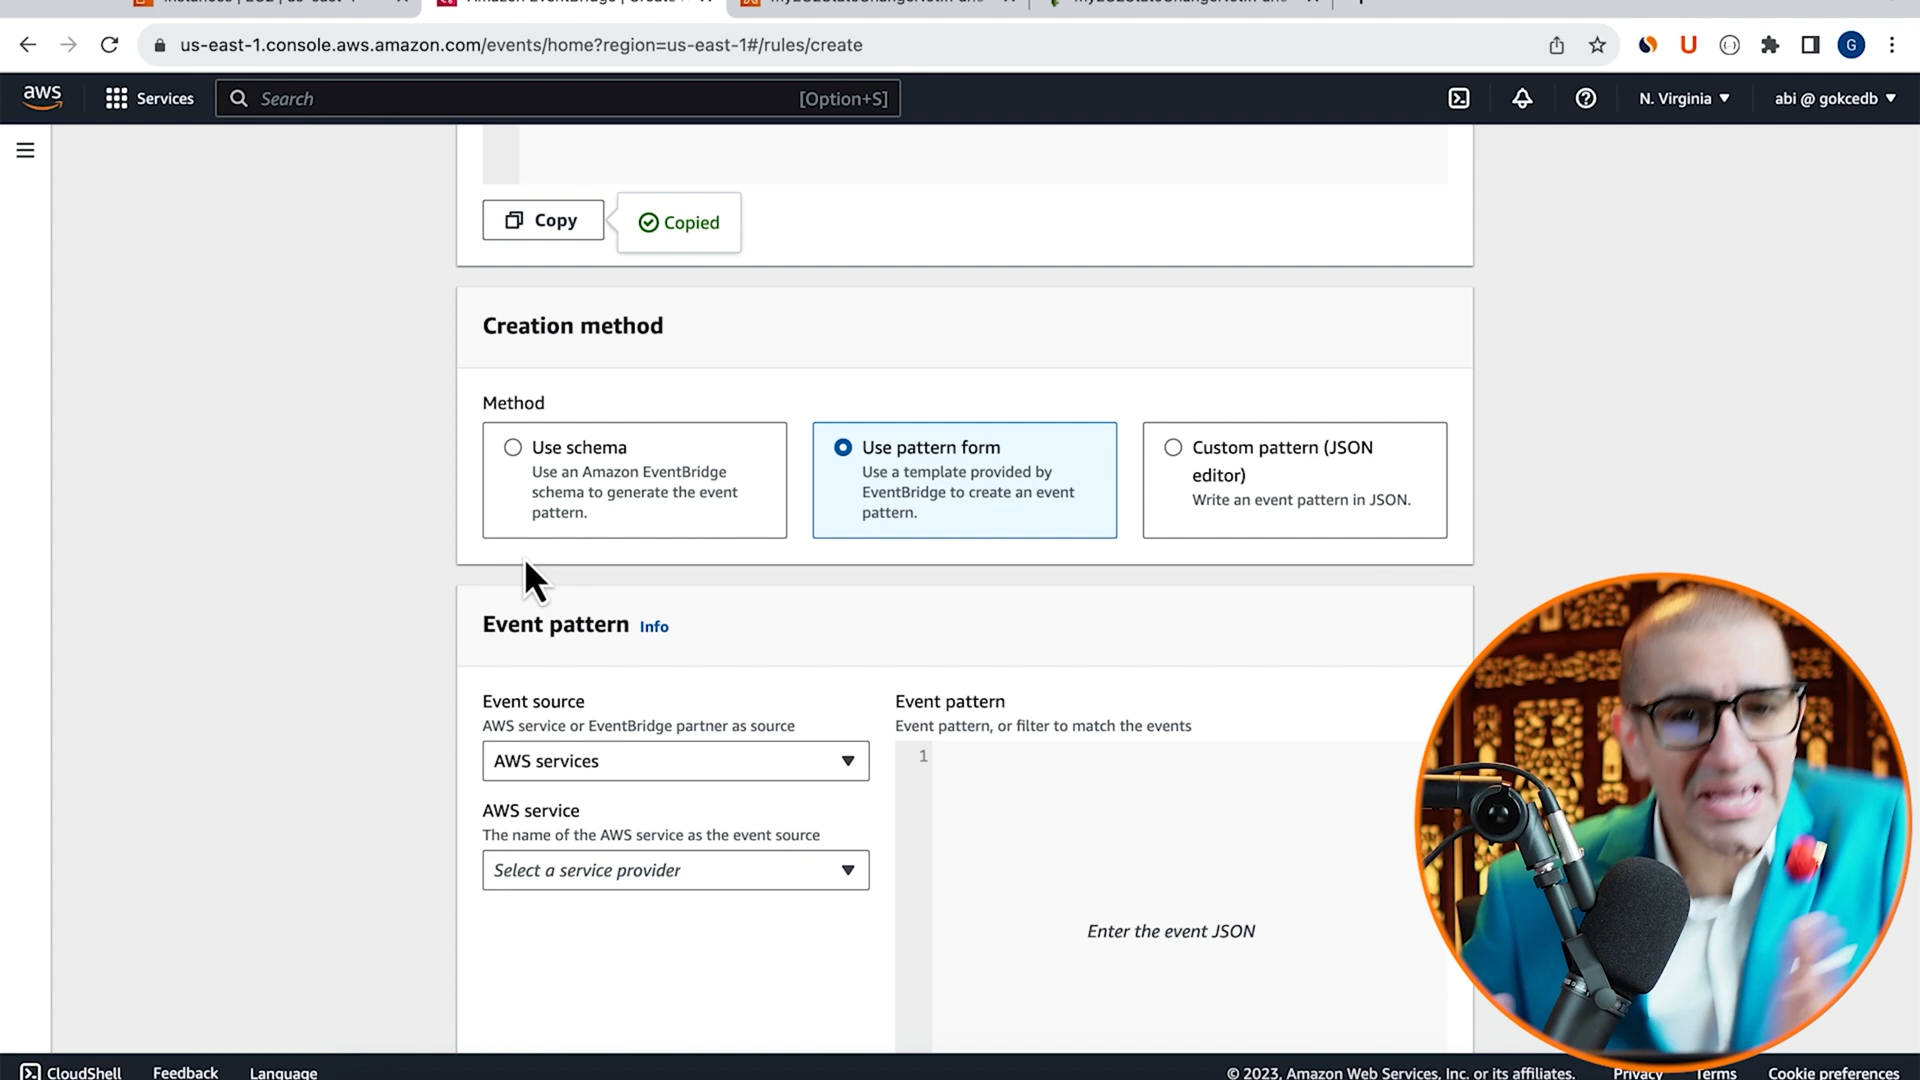 us-east-1.console.aws.amazon.com/events/home?region=us-east-1#/rules/create
G
aws
Services
Search
[Option+S]
N. Virginia
abi @ gokcedb
Copy
Copied
Creation method
Method
Use schema
Use an Amazon EventBridge
schema to generate the event
pattern.
Use pattern form
Use a template provided by
EventBridge to create an event
pattern.
Custom pattern (JSON
editor)
Write an event pattern in JSON.
Event pattern
Info
Event source
AWS service or EventBridge partner as source
AWS services
AWS service
The name of the AWS service as the event source
Select a service provider
Event pattern
Event pattern, or filter to match the events
1
Enter the event JSON
CloudShell
Feedback
Language
© 2023, Amazon Web Services, Inc. or its affiliates.
Privacy
Terms
Cookie preferences